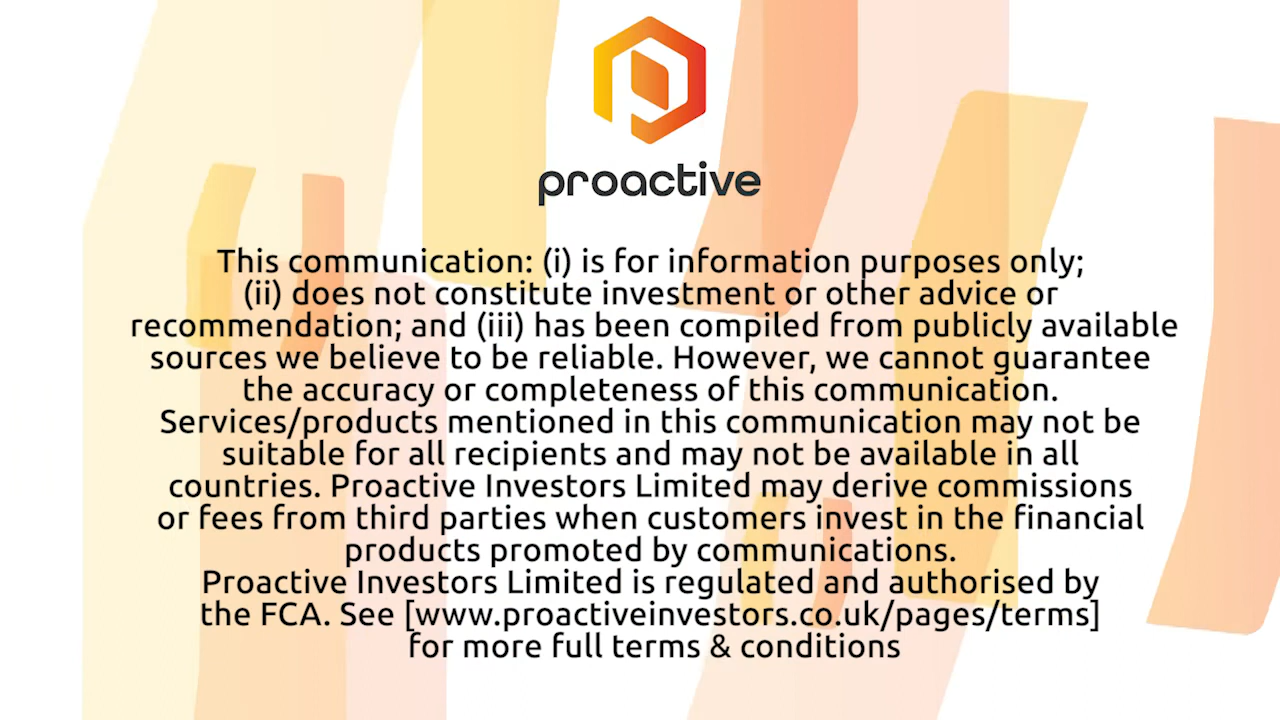 proactive
This communication: (i) is for information purposes only;
(ii) does not constitute investment or other advice or
recommendation; and (iii) has been compiled from publicly available
sources we believe to be reliable. However, we cannot guarantee
the accuracy or completeness of this communication.
Services/products mentioned in this communication may not be
suitable for all recipients and may not be available in all
countries. Proactive Investors Limited may derive commissions
or fees from third parties when customers invest in the financial
products promoted by communications.
Proactive Investors Limited is regulated and authorised by
the FCA. See [www.proactiveinvestors.co.uk/pages/terms]
for more full terms & conditions